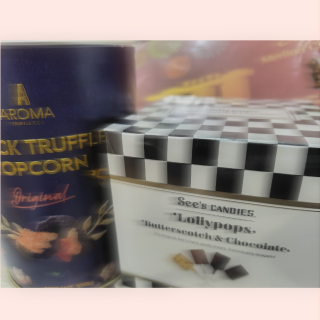 AROMA
CK TRUFFLE
OPCORN
Original
See's CANDIES
Lollypops
Butterscotch & Chocolate